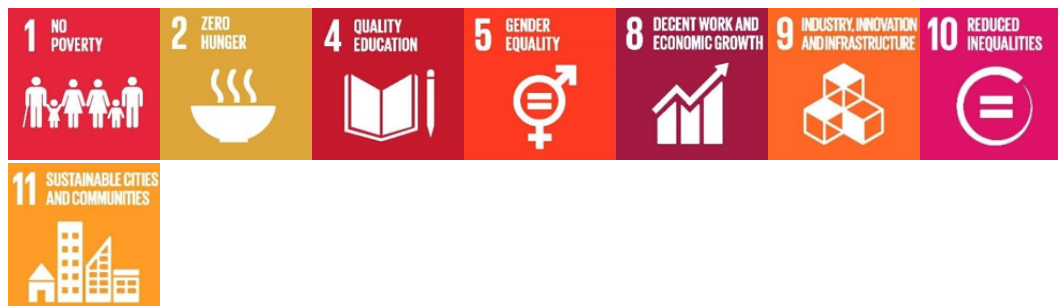 1 NO
POVERTY
2 ZERO
HUNGER
4 QUALITY
EDUCATION
5 GENDER
EQUALITY
8 DECENT WORK AND
ECONOMIC GROWTH
9 INDUSTRY, INNOVATION
AND INFRASTRUCTURE
10 REDUCED
INEQUALITIES
11 SUSTAINABLE CITIES
AND COMMUNITIES